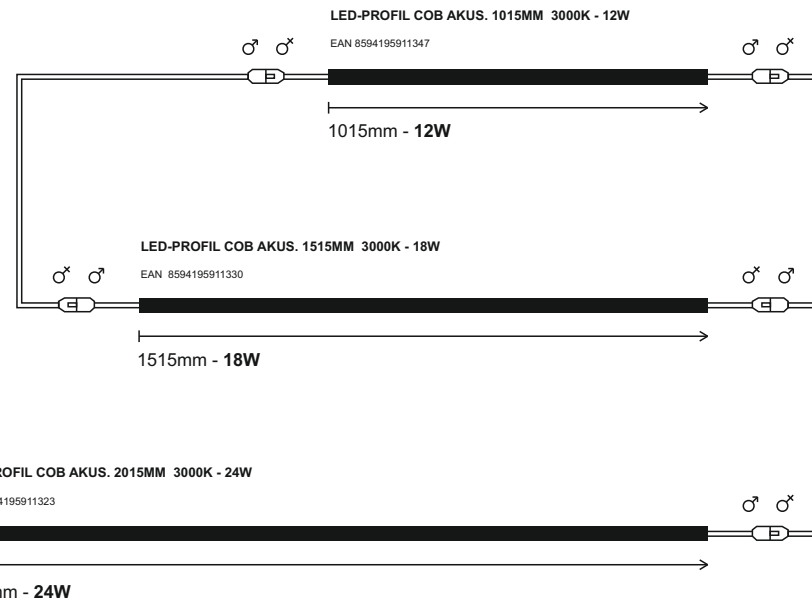 LED-PROFIL COB AKUS. 1015MM 3000K - 12W
EAN 8594195911347
1015mm - 12W
LED-PROFIL COB AKUS. 1515MM 3000K - 18W
EAN 8594195911330
1515mm - 18W
ROFIL COB AKUS. 2015MM 3000K - 24W
4195911323
mm - 24W